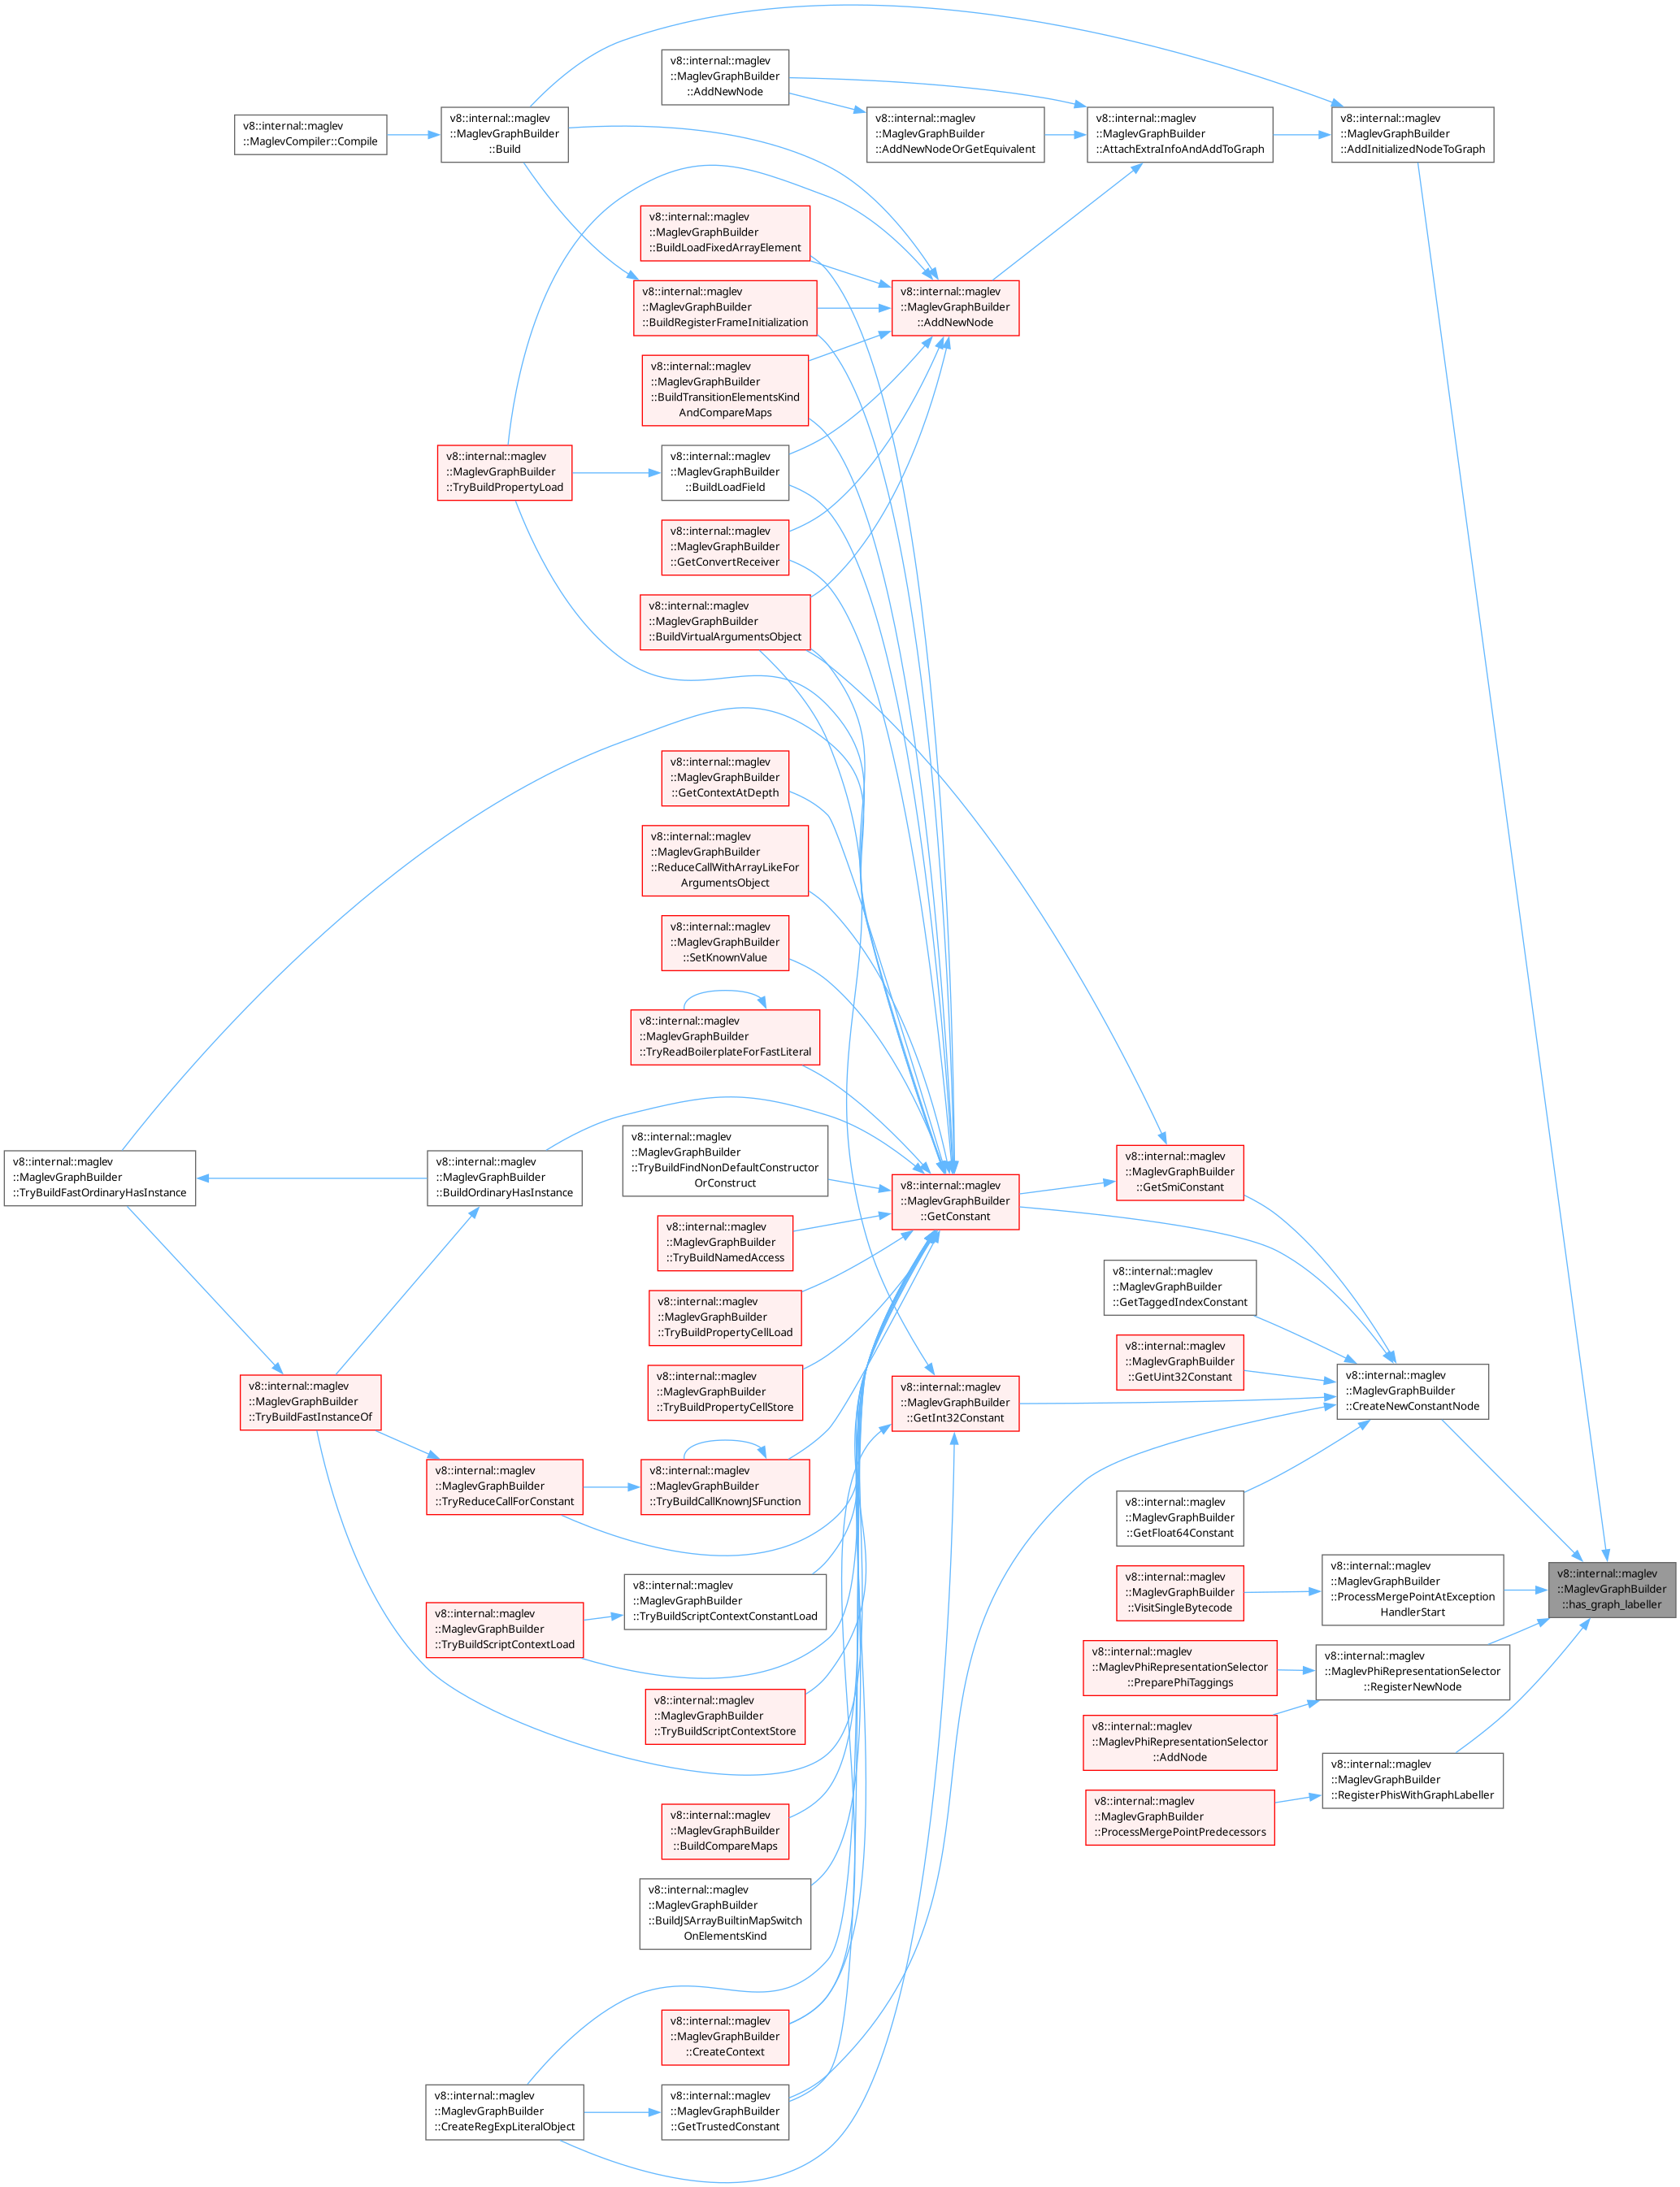 v8::internal::maglev
::MaglevGraphBuilder
::AddNewNode
v8::internal::maglev
::MaglevCompiler::Compile
v8::internal::maglev
::MaglevGraphBuilder
::Build
v8::internal::maglev
::MaglevGraphBuilder
::AddNewNodeOrGetEquivalent
v8::internal::maglev
::MaglevGraphBuilder
::AttachExtraInfoAndAddToGraph
v8::internal::maglev
::MaglevGraphBuilder
::AddInitializedNodeToGraph
v8::internal::maglev
::MaglevGraphBuilder
::BuildLoadFixedArrayElement
v8::internal::maglev
::MaglevGraphBuilder
::BuildRegisterFrameInitialization
v8::internal::maglev
::MaglevGraphBuilder
::AddNewNode
v8::internal::maglev
::MaglevGraphBuilder
::BuildTransitionElementsKind
AndCompareMaps
v8::internal::maglev
::MaglevGraphBuilder
::TryBuildPropertyLoad
v8::internal::maglev
::MaglevGraphBuilder
::BuildLoadField
v8::internal::maglev
::MaglevGraphBuilder
::GetConvertReceiver
v8::internal::maglev
::MaglevGraphBuilder
::BuildVirtualArgumentsObject
v8::internal::maglev
::MaglevGraphBuilder
::GetContextAtDepth
v8::internal::maglev
::MaglevGraphBuilder
::ReduceCallWithArrayLikeFor
ArgumentsObject
v8::internal::maglev
::MaglevGraphBuilder
::SetKnownValue
v8::internal::maglev
::MaglevGraphBuilder
::TryReadBoilerplateForFastLiteral
v8::internal::maglev
::MaglevGraphBuilder
::TryBuildFastOrdinaryHasInstance
v8::internal::maglev
::MaglevGraphBuilder
::BuildOrdinaryHasInstance
v8::internal::maglev
::MaglevGraphBuilder
::TryBuildFindNonDefaultConstructor
OrConstruct
v8::internal::maglev
::MaglevGraphBuilder
::GetConstant
v8::internal::maglev
::MaglevGraphBuilder
::GetSmiConstant
v8::internal::maglev
::MaglevGraphBuilder
::TryBuildNamedAccess
v8::internal::maglev
::MaglevGraphBuilder
::GetTaggedIndexConstant
v8::internal::maglev
::MaglevGraphBuilder
::TryBuildPropertyCellLoad
v8::internal::maglev
::MaglevGraphBuilder
::GetUint32Constant
v8::internal::maglev
::MaglevGraphBuilder
::TryBuildFastInstanceOf
v8::internal::maglev
::MaglevGraphBuilder
::TryBuildPropertyCellStore
v8::internal::maglev
::MaglevGraphBuilder
::GetInt32Constant
v8::internal::maglev
::MaglevGraphBuilder
::CreateNewConstantNode
v8::internal::maglev
::MaglevGraphBuilder
::TryReduceCallForConstant
v8::internal::maglev
::MaglevGraphBuilder
::TryBuildCallKnownJSFunction
v8::internal::maglev
::MaglevGraphBuilder
::GetFloat64Constant
v8::internal::maglev
::MaglevGraphBuilder
::TryBuildScriptContextLoad
v8::internal::maglev
::MaglevGraphBuilder
::TryBuildScriptContextConstantLoad
v8::internal::maglev
::MaglevGraphBuilder
::VisitSingleBytecode
v8::internal::maglev
::MaglevGraphBuilder
::ProcessMergePointAtException
HandlerStart
v8::internal::maglev
::MaglevGraphBuilder
::has_graph_labeller
v8::internal::maglev
::MaglevPhiRepresentationSelector
::PreparePhiTaggings
v8::internal::maglev
::MaglevPhiRepresentationSelector
::RegisterNewNode
v8::internal::maglev
::MaglevGraphBuilder
::TryBuildScriptContextStore
v8::internal::maglev
::MaglevPhiRepresentationSelector
::AddNode
v8::internal::maglev
::MaglevGraphBuilder
::RegisterPhisWithGraphLabeller
v8::internal::maglev
::MaglevGraphBuilder
::ProcessMergePointPredecessors
v8::internal::maglev
::MaglevGraphBuilder
::BuildCompareMaps
v8::internal::maglev
::MaglevGraphBuilder
::BuildJSArrayBuiltinMapSwitch
OnElementsKind
v8::internal::maglev
::MaglevGraphBuilder
::CreateContext
v8::internal::maglev
::MaglevGraphBuilder
::CreateRegExpLiteralObject
v8::internal::maglev
::MaglevGraphBuilder
::GetTrustedConstant